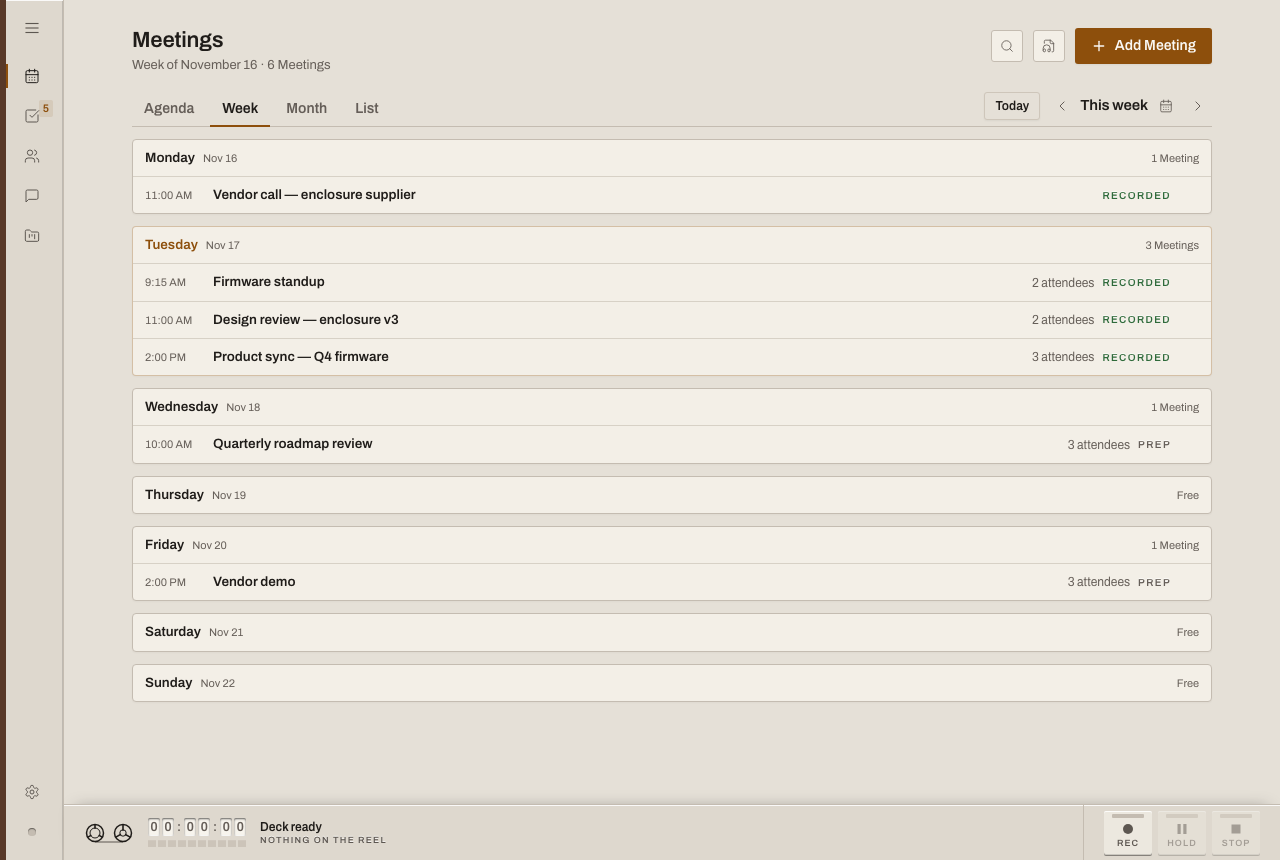 Meetings
Week of November 16 · 6 Meetings
Add Meeting
5
Agenda Week Month List
Today This week
Monday Nov 16 1 Meeting
11:00 AM Vendor call — enclosure supplier RECORDED
Tuesday Nov 17 3 Meetings
9:15 AM Firmware standup 2 attendees RECORDED
11:00 AM Design review — enclosure v3 2 attendees RECORDED
2:00 PM Product sync — Q4 firmware 3 attendees RECORDED
Wednesday Nov 18 1 Meeting
10:00 AM Quarterly roadmap review 3 attendees PREP
Thursday Nov 19 Free
Friday Nov 20 1 Meeting
2:00 PM Vendor demo 3 attendees PREP
Saturday Nov 21 Free
Sunday Nov 22 Free
00:00:00 Deck ready
NOTHING ON THE REEL
REC HOLD STOP